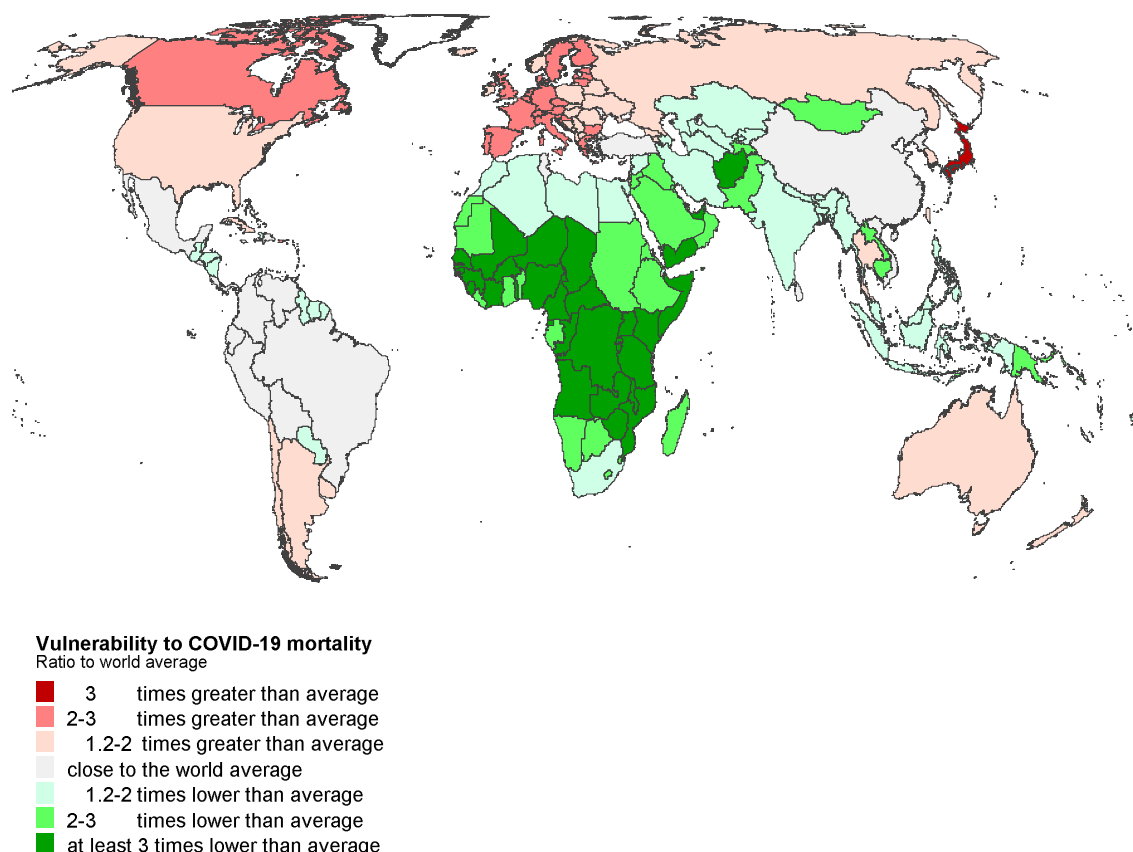 Vulnerability to COVID-19 mortality
Ratio to world average
3 times greater than average
2-3 times greater than average
1.2-2 times greater than average
close to the world average
1.2-2 times lower than average
2-3 times lower than average
at least 3 times lower than average